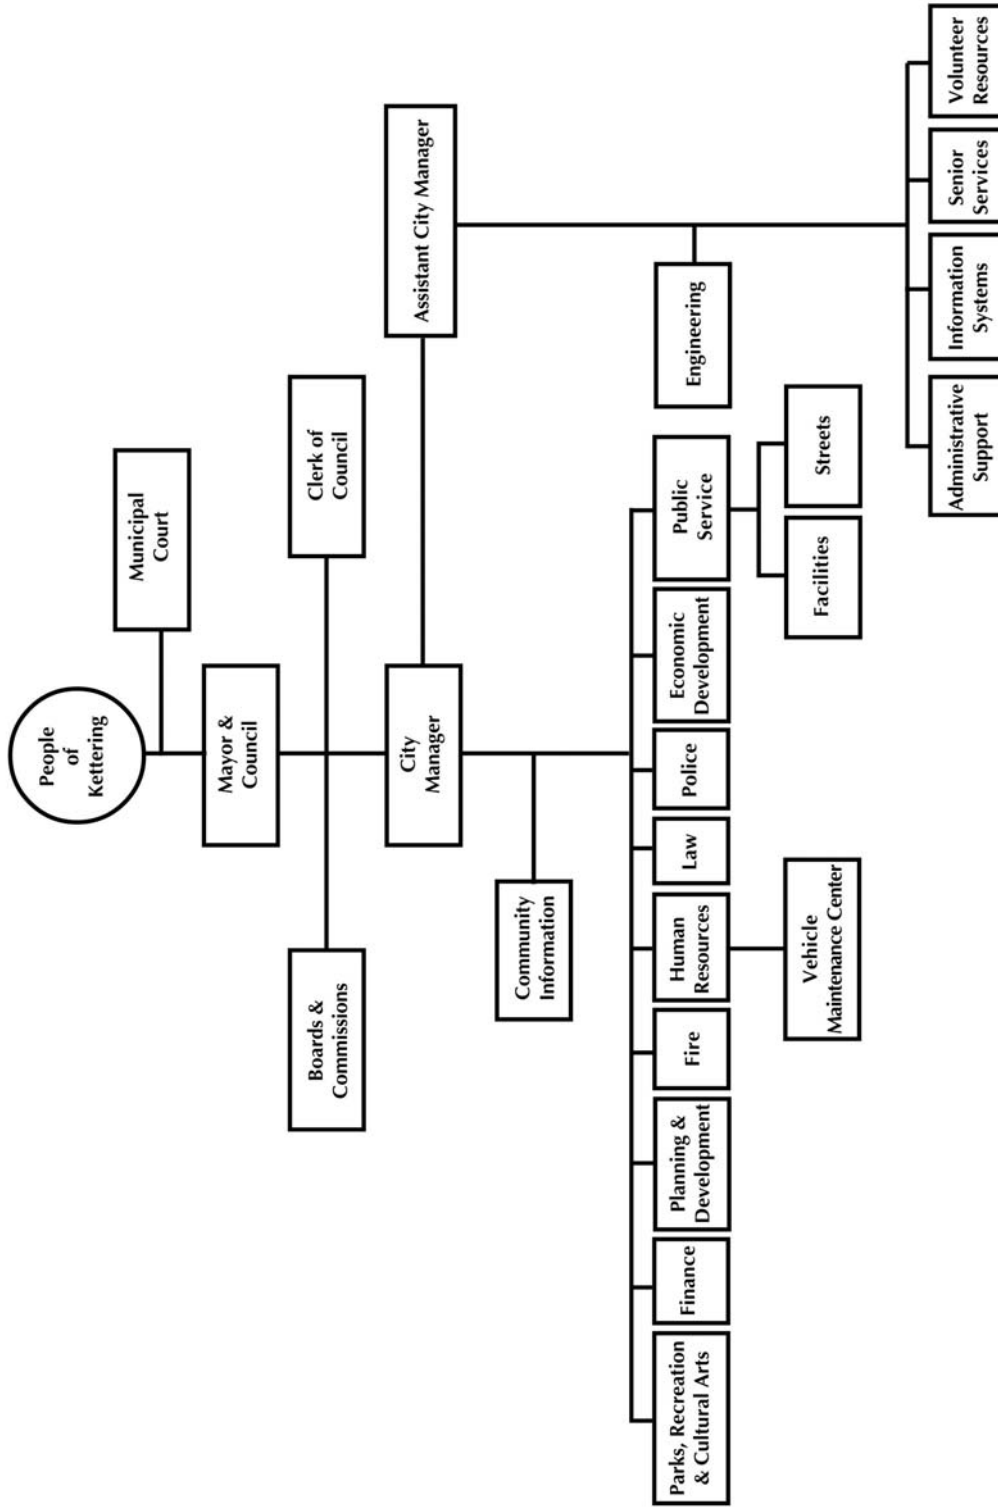 People
of
Kettering
Municipal
Court
Mayor &
Council
Boards &
Commissions
Clerk of
Council
City
Manager
Assistant City Manager
Community
Information
Parks, Recreation
& Cultural Arts
Finance
Planning &
Development
Fire
Human
Resources
Law
Police
Economic
Development
Public
Service
Engineering
Vehicle
Maintenance Center
Facilities
Streets
Administrative
Support
Information
Systems
Senior
Services
Volunteer
Resources